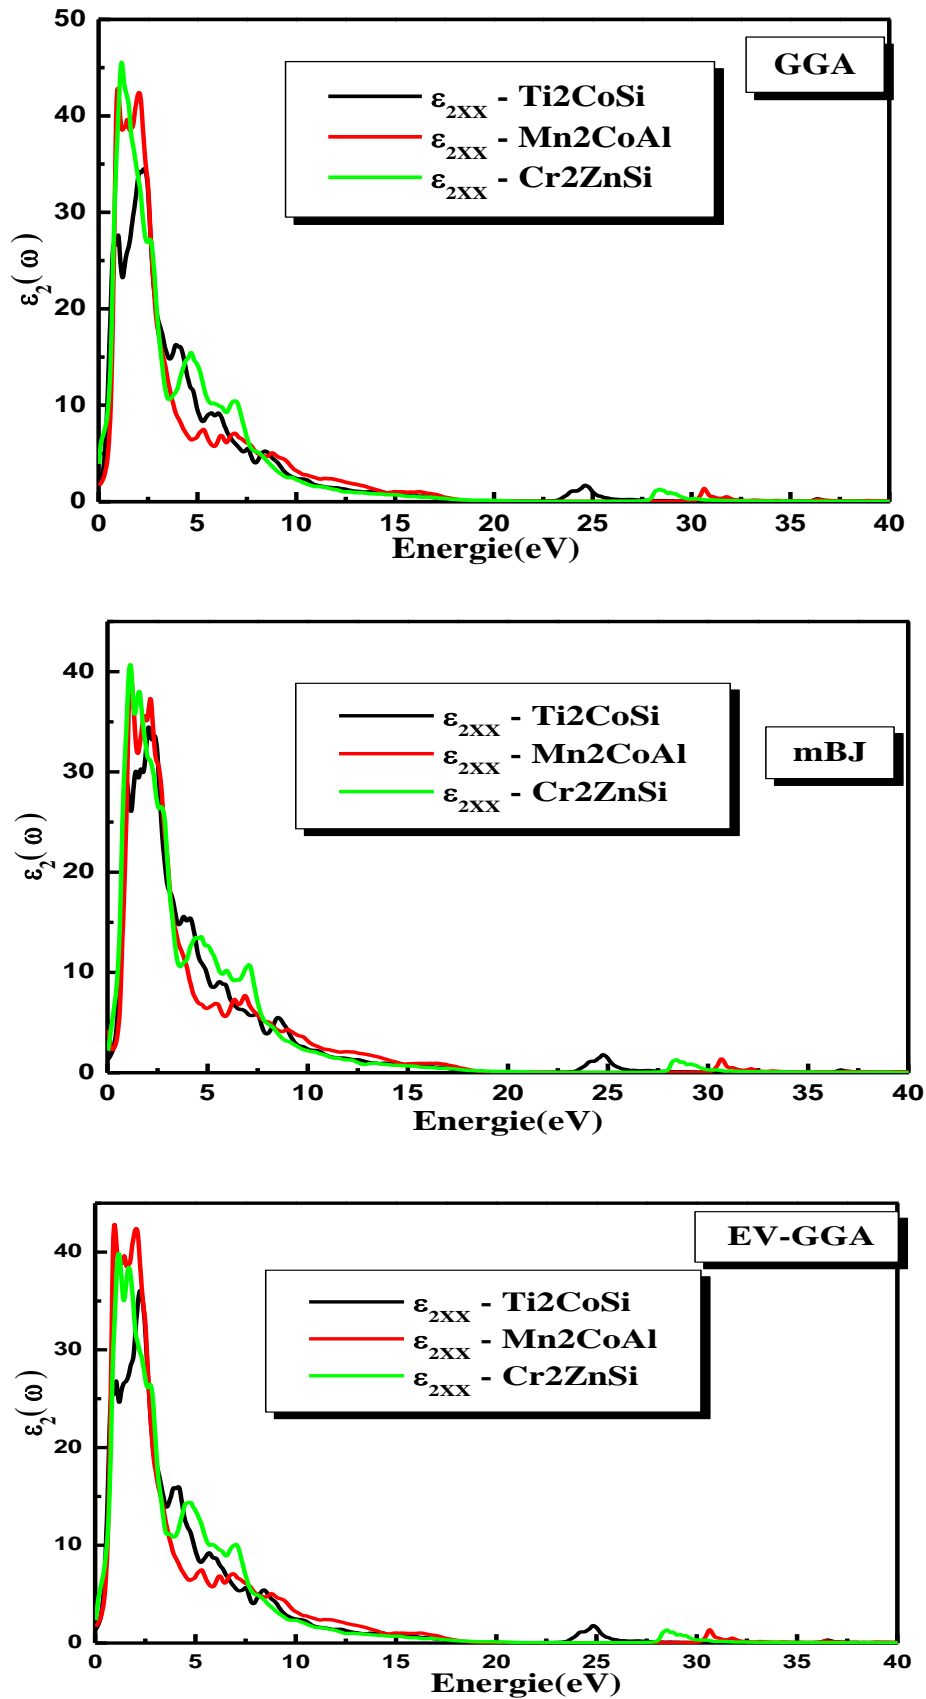 50
40
30
20
10
0
ε₂(ω)
GGA
ε₂XX - Ti2CoSi
ε₂XX - Mn2CoAl
ε₂XX - Cr2ZnSi
0 5 10 15 20 25 30 35 40
Energie(eV)
40
30
20
10
0
ε₂(ω)
ε₂XX - Ti2CoSi
ε₂XX - Mn2CoAl
ε₂XX - Cr2ZnSi
mBJ
0 5 10 15 20 25 30 35 40
Energie(eV)
40
30
20
10
0
ε₂(ω)
EV-GGA
ε₂XX - Ti2CoSi
ε₂XX - Mn2CoAl
ε₂XX - Cr2ZnSi
0 5 10 15 20 25 30 35 40
Energie(eV)